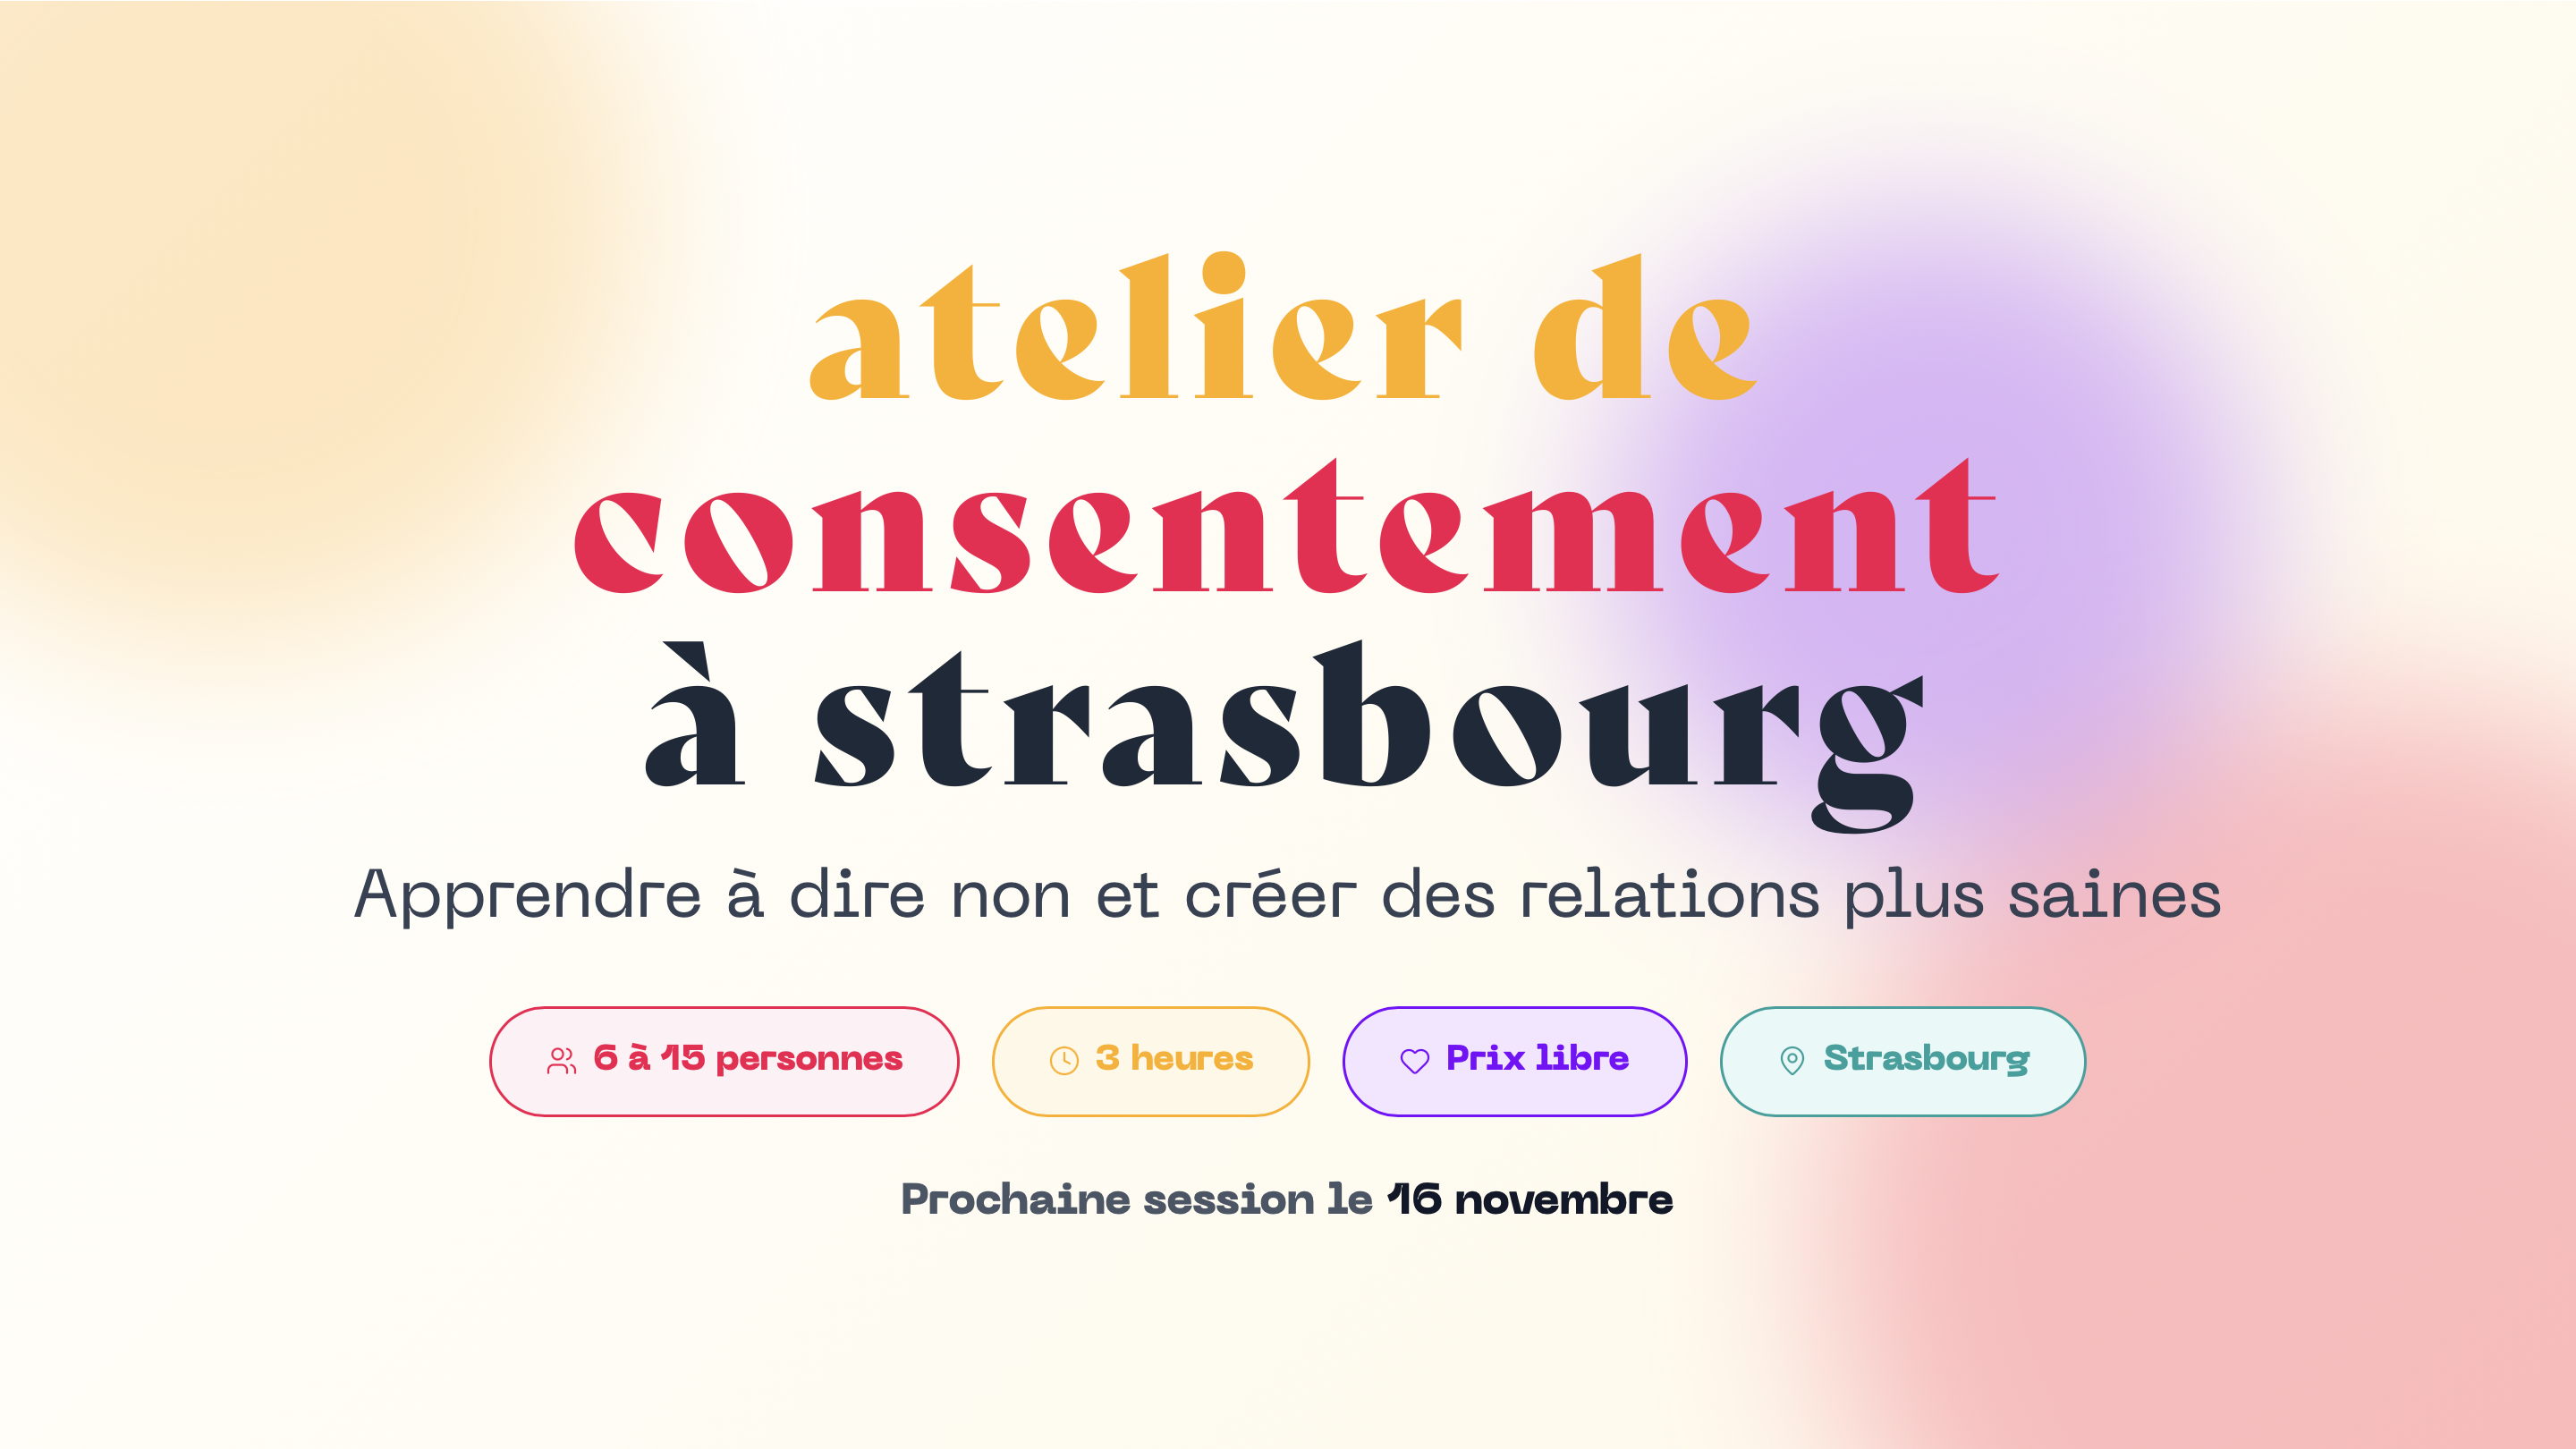 atelier de
consentement
à strasbourg
Apprendre à dire non et créer des relations plus saines
6 à 15 personnes
3 heures
Prix libre
Strasbourg
Prochaine session le 16 novembre